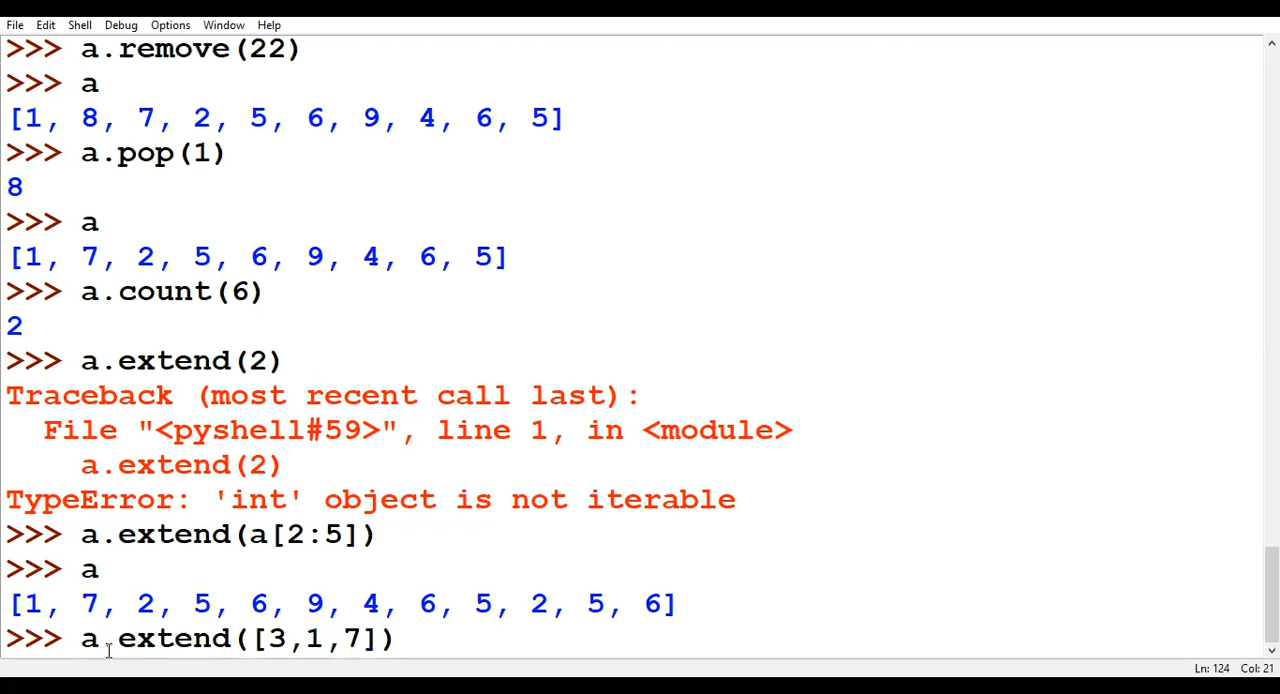 File Edit Shell Debug Options Window Help
>>> a.remove(22)
>>> a
[1, 8, 7, 2, 5, 6, 9, 4, 6, 5]
>>> a.pop(1)
8
>>> a
[1, 7, 2, 5, 6, 9, 4, 6, 5]
>>> a.count(6)
2
>>> a.extend(2)
Traceback (most recent call last):
  File "<pyshell#59>", line 1, in <module>
    a.extend(2)
TypeError: 'int' object is not iterable
>>> a.extend(a[2:5])
>>> a
[1, 7, 2, 5, 6, 9, 4, 6, 5, 2, 5, 6]
>>> a.extend([3,1,7])
Ln: 124 Col: 21